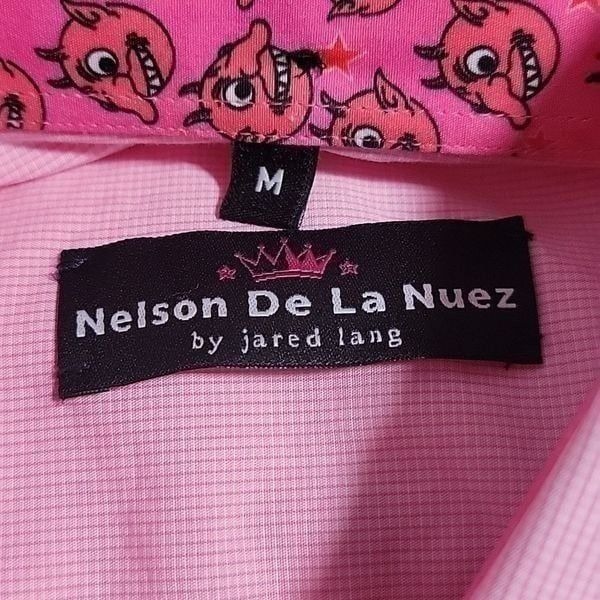 M
Nelson De La Nuez
by jared lang